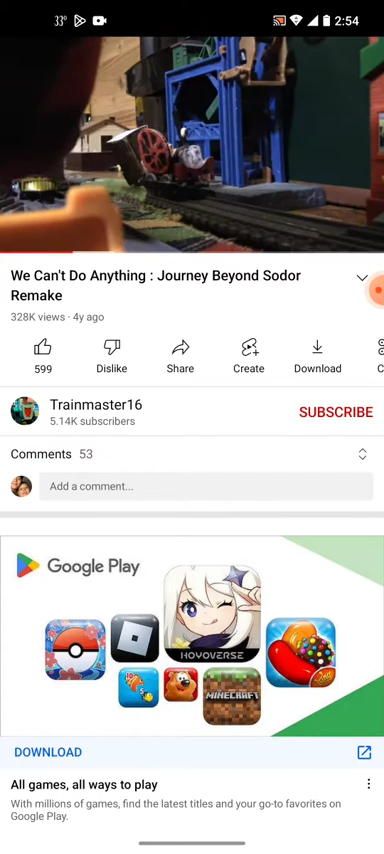 33° 2:54
We Can't Do Anything : Journey Beyond Sodor
Remake
328K views · 4y ago
599 Dislike Share Create Download C
Trainmaster16
5.14K subscribers
SUBSCRIBE
Comments 53
Add a comment...
Google Play
HOYOVERSE
MINECRAFT
DOWNLOAD
All games, all ways to play
With millions of games, find the latest titles and your go-to favorites on
Google Play.